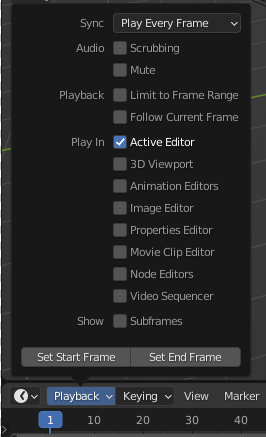 Sync Play Every Frame
Audio Scrubbing
Mute
Playback Limit to Frame Range
Follow Current Frame
Play In Active Editor
3D Viewport
Animation Editors
Image Editor
Properties Editor
Movie Clip Editor
Node Editors
Video Sequencer
Show Subframes
Set Start Frame Set End Frame
Playback Keying View Marker
1 10 20 30 40